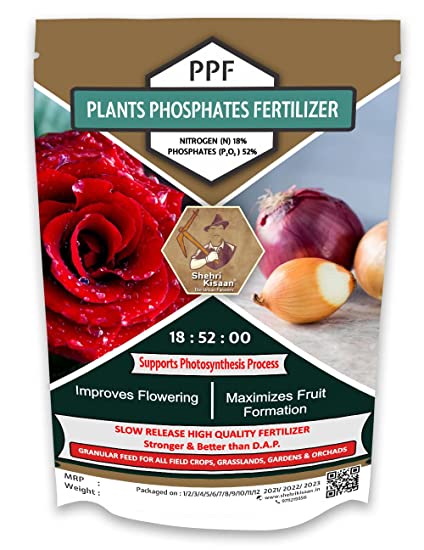 PPF
PLANTS PHOSPHATES FERTILIZER
NITROGEN (N) 18%
PHOSPHATES (P₂O₅) 52%
Shehri
Kisaan
The Urban Farmers
18 : 52 : 00
Supports Photosynthesis Process
Improves Flowering
Maximizes Fruit
Formation
SLOW RELEASE HIGH QUALITY FERTILIZER
Stronger & Better than D.A.P.
GRANULAR FEED FOR ALL FIELD CROPS, GRASSLANDS, GARDENS & ORCHADS
MRP :
Weight :
Packaged on : 1/2/3/4/5/6/7/8/9/10/11/12 2021/ 2022/ 2023
www.shehrikisaan.in